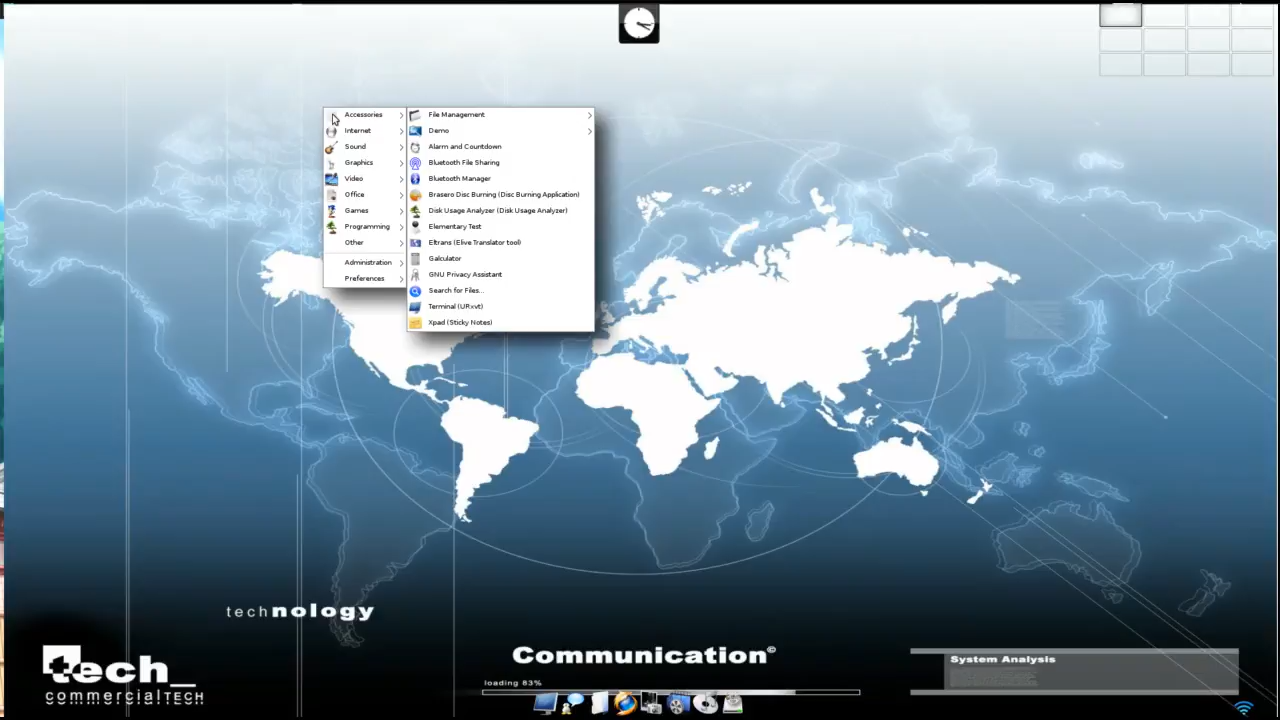 Accessories
Internet
Sound
Graphics
Video
Office
Games
Programming
Other
Administration
Preferences
File Management
Demo
Alarm and Countdown
Bluetooth File Sharing
Bluetooth Manager
Brasero Disc Burning (Disc Burning Application)
Disk Usage Analyzer (Disk Usage Analyzer)
Elementary Test
Eltrans (Elive Translator tool)
Galculator
GNU Privacy Assistant
Search for Files...
Terminal (URxvt)
Xpad (Sticky Notes)
technology
tech_
commercialTECH
Communication©
loading 83%
System Analysis